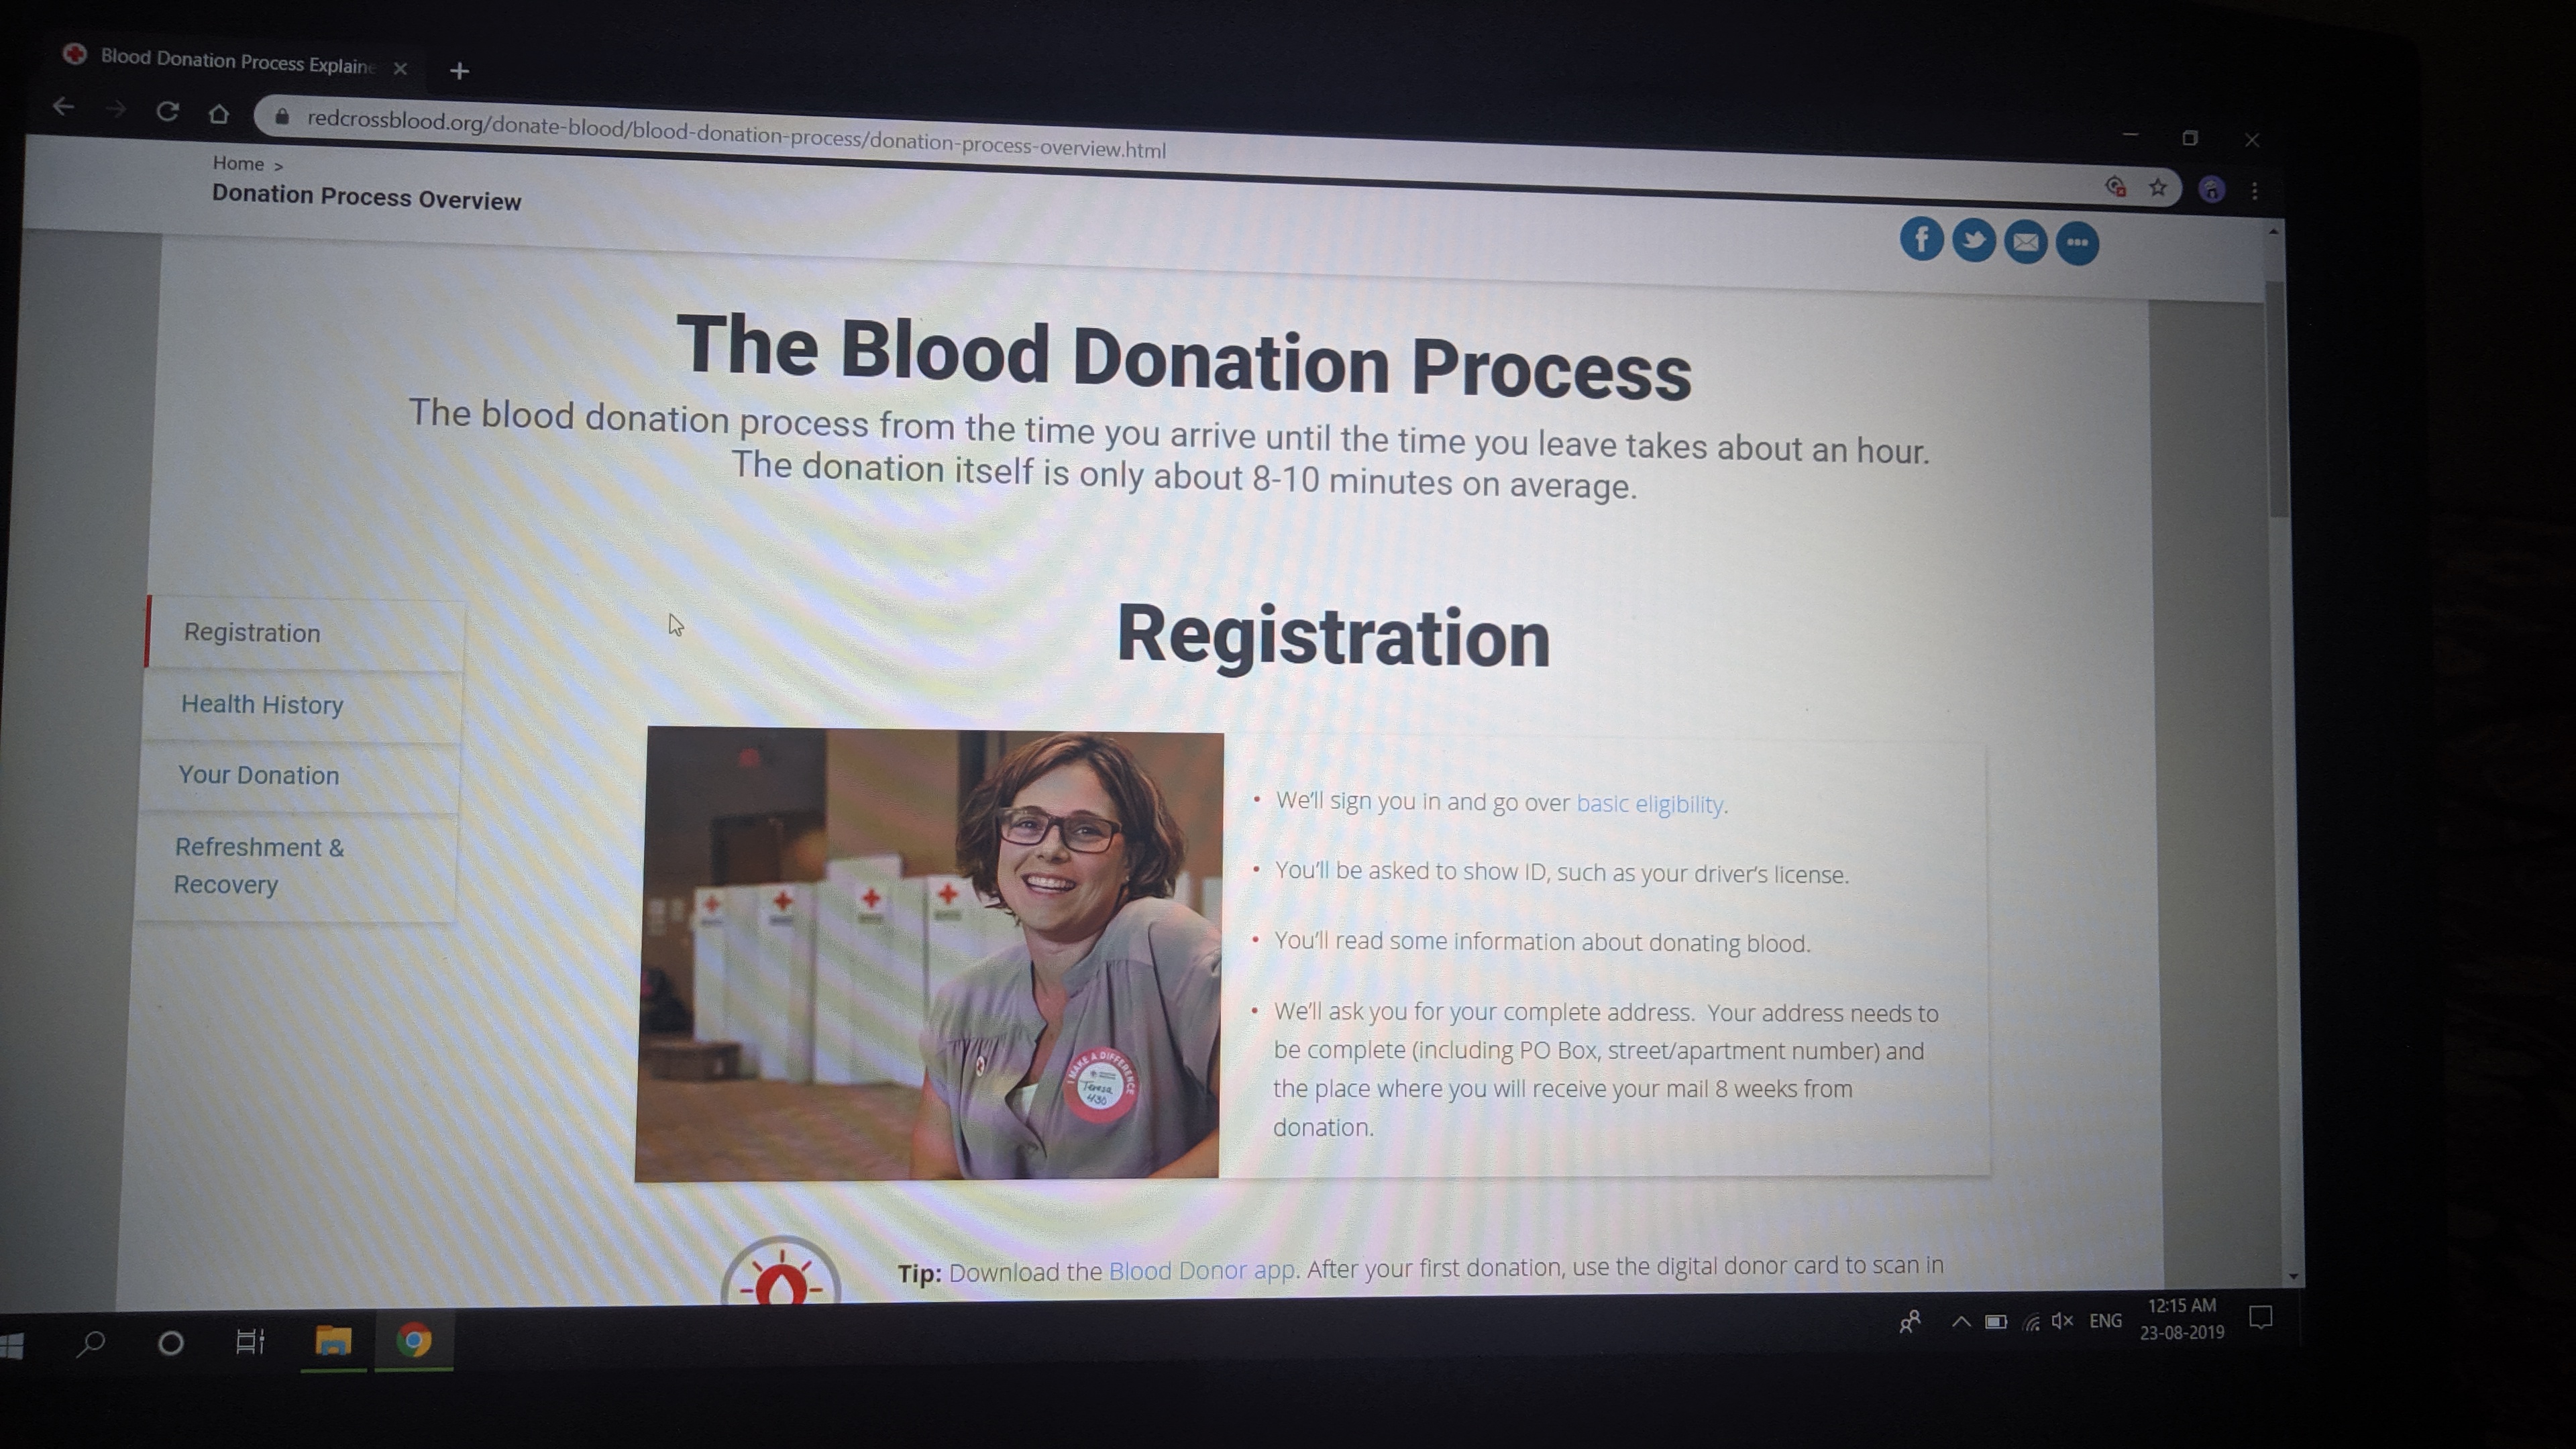 Blood Donation Process Explaine
redcrossblood.org/donate-blood/blood-donation-process/donation-process-overview.html
Home >
Donation Process Overview
The Blood Donation Process
The blood donation process from the time you arrive until the time you leave takes about an hour.
The donation itself is only about 8-10 minutes on average.
Registration
Health History
Your Donation
Refreshment &
Recovery
Registration
I MAKE A DIFFERENCE
Teresa
4/30
• We'll sign you in and go over basic eligibility.
• You'll be asked to show ID, such as your driver's license.
• You'll read some information about donating blood.
• We'll ask you for your complete address. Your address needs to
be complete (including PO Box, street/apartment number) and
the place where you will receive your mail 8 weeks from
donation.
Tip: Download the Blood Donor app. After your first donation, use the digital donor card to scan in
ENG
12:15 AM
23-08-2019